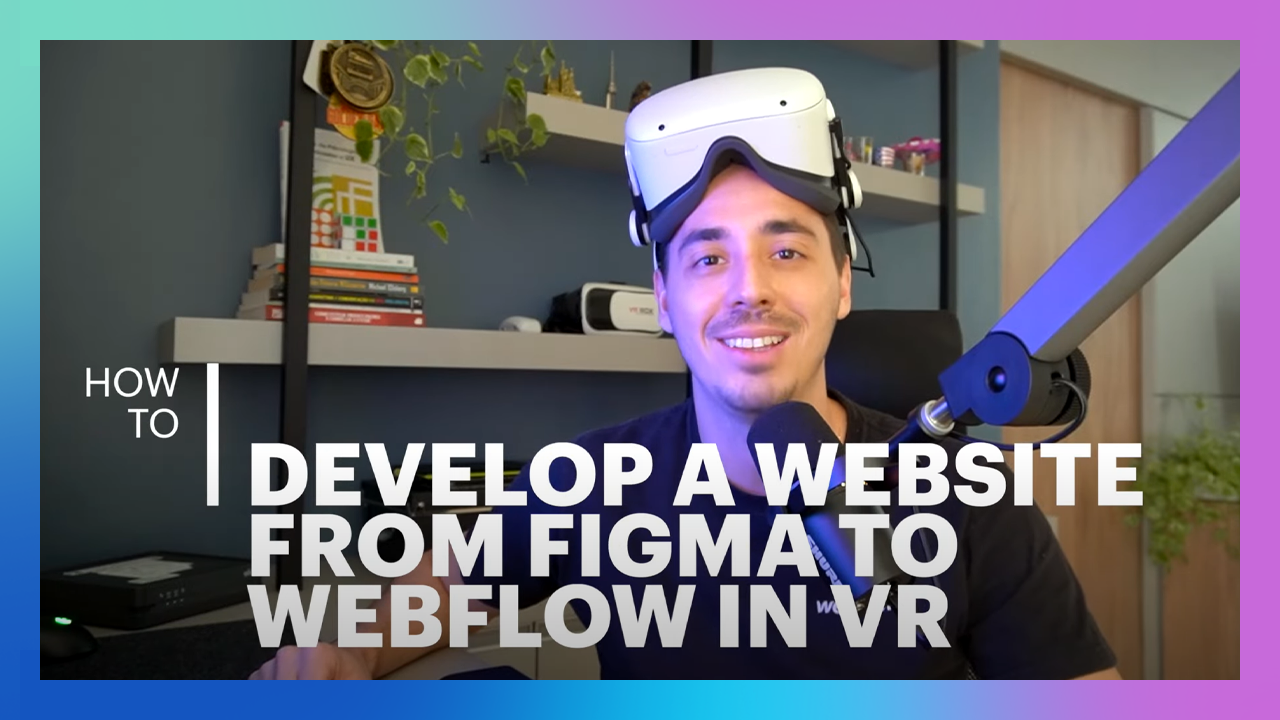 HOW
TO
DEVELOP A WEBSITE
FROM FIGMA TO
WEBFLOW IN VR